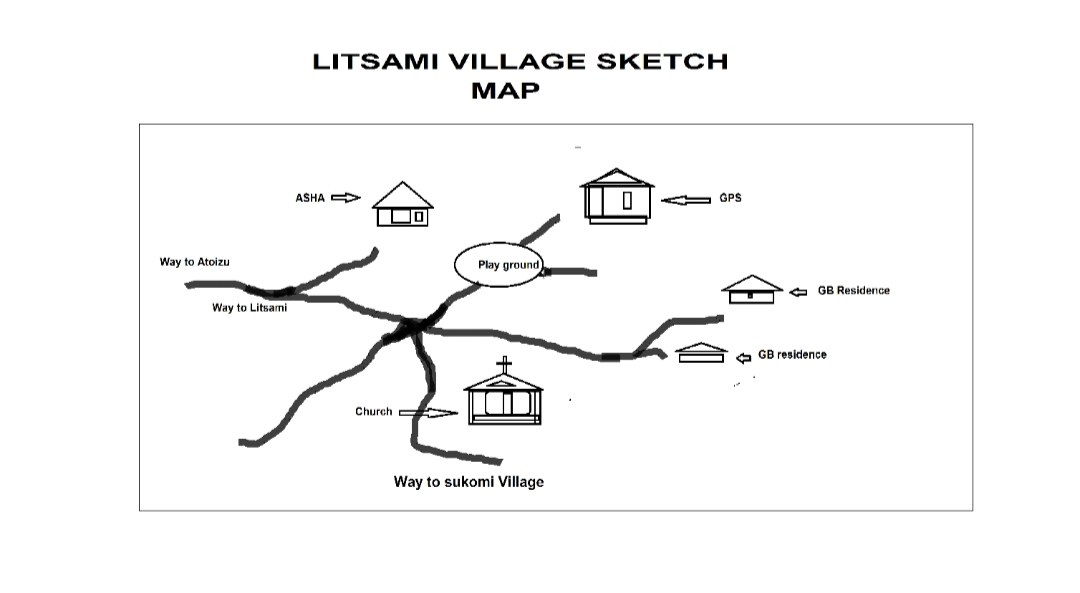 LITSAMI VILLAGE SKETCH
MAP
ASHA
GPS
Way to Atoizu
Play ground
GB Residence
Way to Litsami
GB residence
Church
Way to sukomi Village